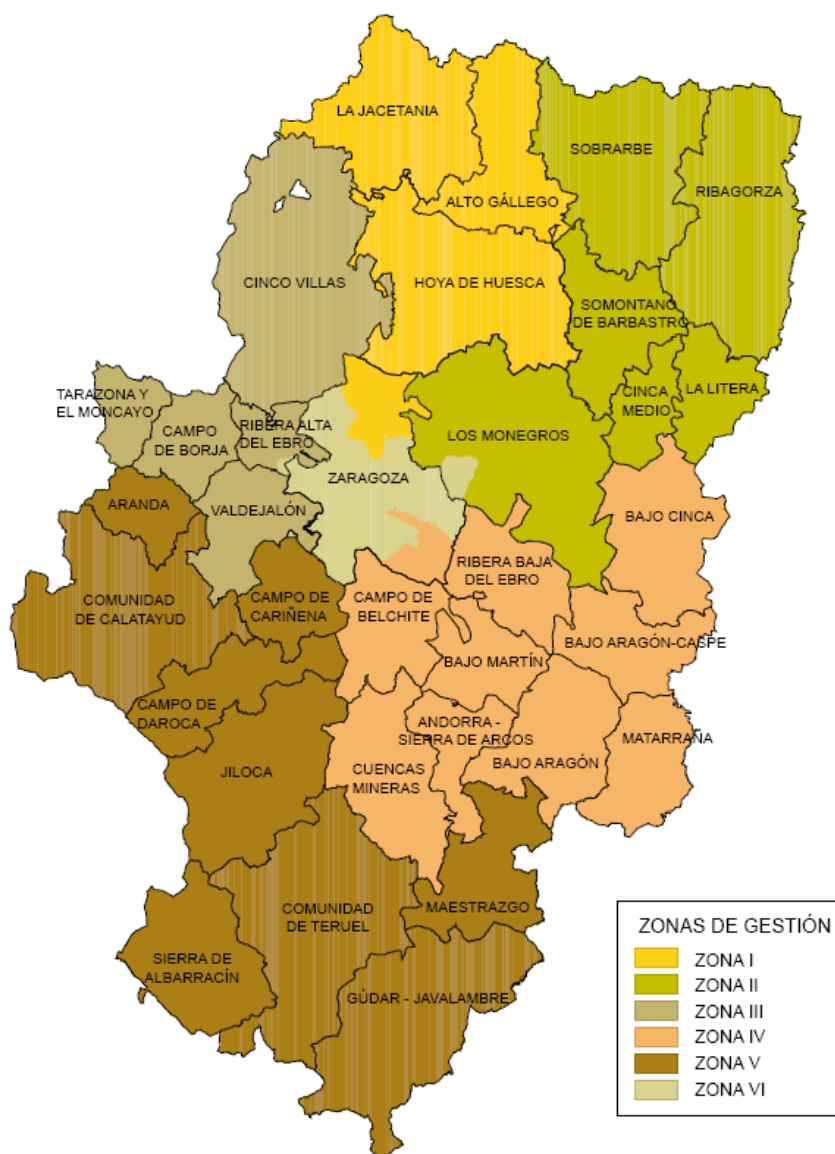 LA JACETANIA
SOBRARBE
RIBAGORZA
ALTO GÁLLEGO
CINCO VILLAS
HOYA DE HUESCA
SOMONTANO
DE BARBASTRO
TARAZONA Y
EL MONCAYO
CAMPO
DE BORJA
RIBERA ALTA
DEL EBRO
CINCA
MEDIO
LA LITERA
LOS MONEGROS
ZARAGOZA
ARANDA
VALDEJALÓN
BAJO CINCA
RIBERA BAJA
DEL EBRO
COMUNIDAD
DE CALATAYUD
CAMPO DE
CARIÑENA
CAMPO DE
BELCHITE
BAJO ARAGÓN-CASPE
BAJO MARTÍN
CAMPO DE
DAROCA
ANDORRA -
SIERRA DE ARCOS
MATARRAÑA
JILOCA
CUENCAS
MINERAS
BAJO ARAGÓN
COMUNIDAD
DE TERUEL
MAESTRAZGO
SIERRA DE
ALBARRACÍN
GÚDAR - JAVALAMBRE
ZONAS DE GESTIÓN
ZONA I
ZONA II
ZONA III
ZONA IV
ZONA V
ZONA VI